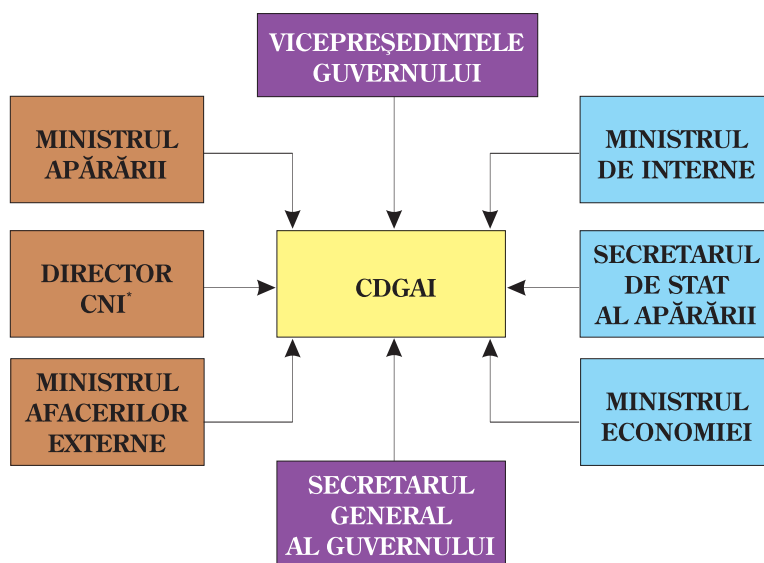 VICEPREŞEDINTELE
GUVERNULUI
MINISTRUL
APĂRĂRII
MINISTRUL
DE INTERNE
DIRECTOR
CNI*
CDGAI
SECRETARUL
DE STAT
AL APĂRĂRII
MINISTRUL
AFACERILOR
EXTERNE
MINISTRUL
ECONOMIEI
SECRETARUL
GENERAL
AL GUVERNULUI